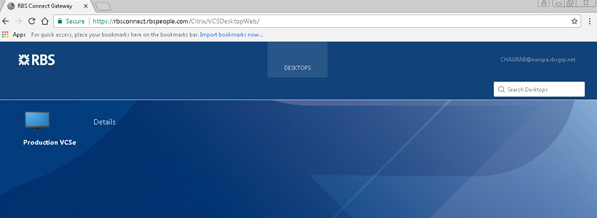 RBS Connect Gateway
Secure https://rbsconnect.rbspeople.com/Citrix/VCSDesktopWeb/
Apps For quick access, place your bookmarks here on the bookmarks bar. Import bookmarks now...
RBS
DESKTOPS
CHAURAB@europa.rbsgrp.net
Search Desktops
Details
Production VCSe